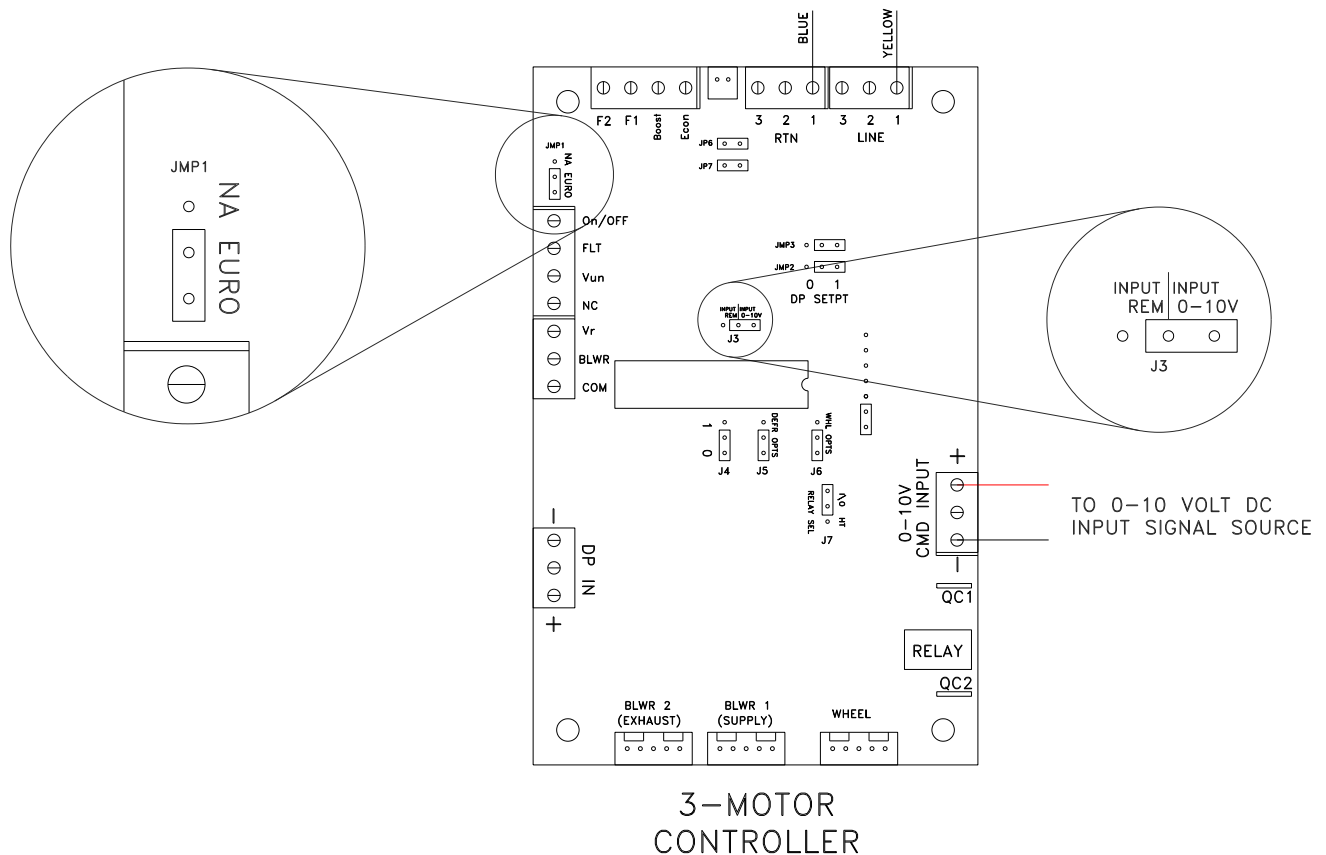 BLUE
YELLOW
F2 F1 Boost Econ
3 2 1
RTN
3 2 1
LINE
JMP1
NA EURO
JMP1
NA EURO
JP6
JP7
On/OFF
FLT
Vun
NC
Vr
BLWR
COM
JMP3
JMP2
0 1
DP SETPT
INPUT INPUT
REM 0-10V
J3
INPUT INPUT
REM 0-10V
J3
1 0
J4
DEFR OPTS
J5
WHL OPTS
J6
RELAY SEL
I/O HT
J7
+
0-10V
CMD INPUT
-
TO 0-10 VOLT DC
INPUT SIGNAL SOURCE
-
DP IN
+
QC1
RELAY
QC2
BLWR 2
(EXHAUST)
BLWR 1
(SUPPLY)
WHEEL
3-MOTOR
CONTROLLER